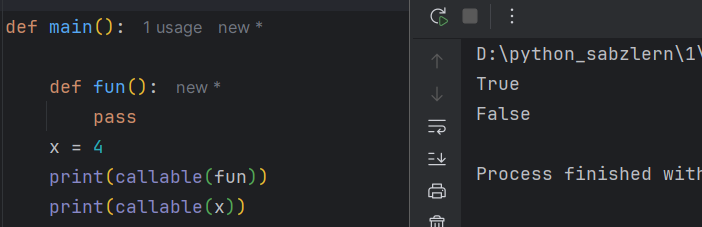 def main(): 1 usage new *
def fun(): new *
pass
x = 4
print(callable(fun))
print(callable(x))
D:\python_sabzlern\1\
True
False
Process finished with